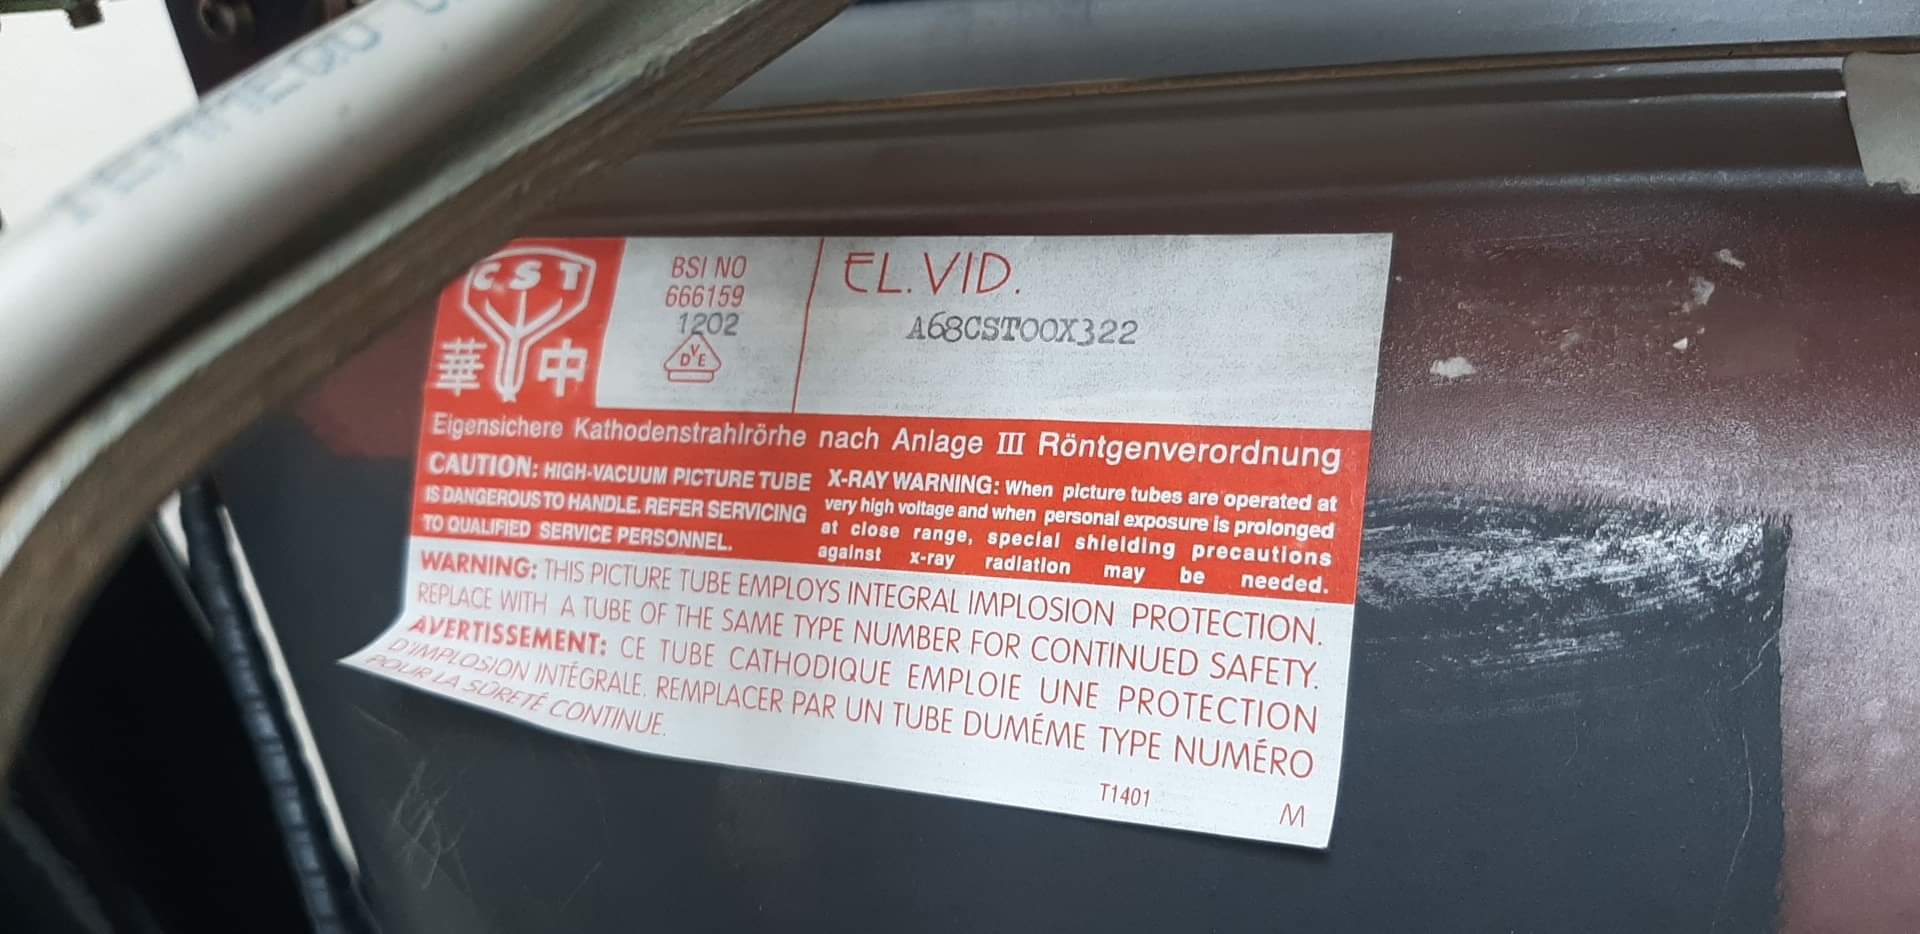 CST
華 中
BSI NO
666159
1202
DVE
EL.VID.
A68CST00X322
Eigensichere Kathodenstrahlrörhe nach Anlage III Röntgenverordnung
CAUTION: HIGH-VACUUM PICTURE TUBE
IS DANGEROUS TO HANDLE. REFER SERVICING
TO QUALIFIED SERVICE PERSONNEL.
X-RAY WARNING: When picture tubes are operated at
very high voltage and when personal exposure is prolonged
at close range, special shielding precautions
against x-ray radiation may be needed.
WARNING: THIS PICTURE TUBE EMPLOYS INTEGRAL IMPLOSION PROTECTION.
REPLACE WITH A TUBE OF THE SAME TYPE NUMBER FOR CONTINUED SAFETY.
AVERTISSEMENT: CE TUBE CATHODIQUE EMPLOIE UNE PROTECTION
D'IMPLOSION INTÉGRALE. REMPLACER PAR UN TUBE DUMÉME TYPE NUMÉRO
POUR LA SÛRETÉ CONTINUE.
T1401
M